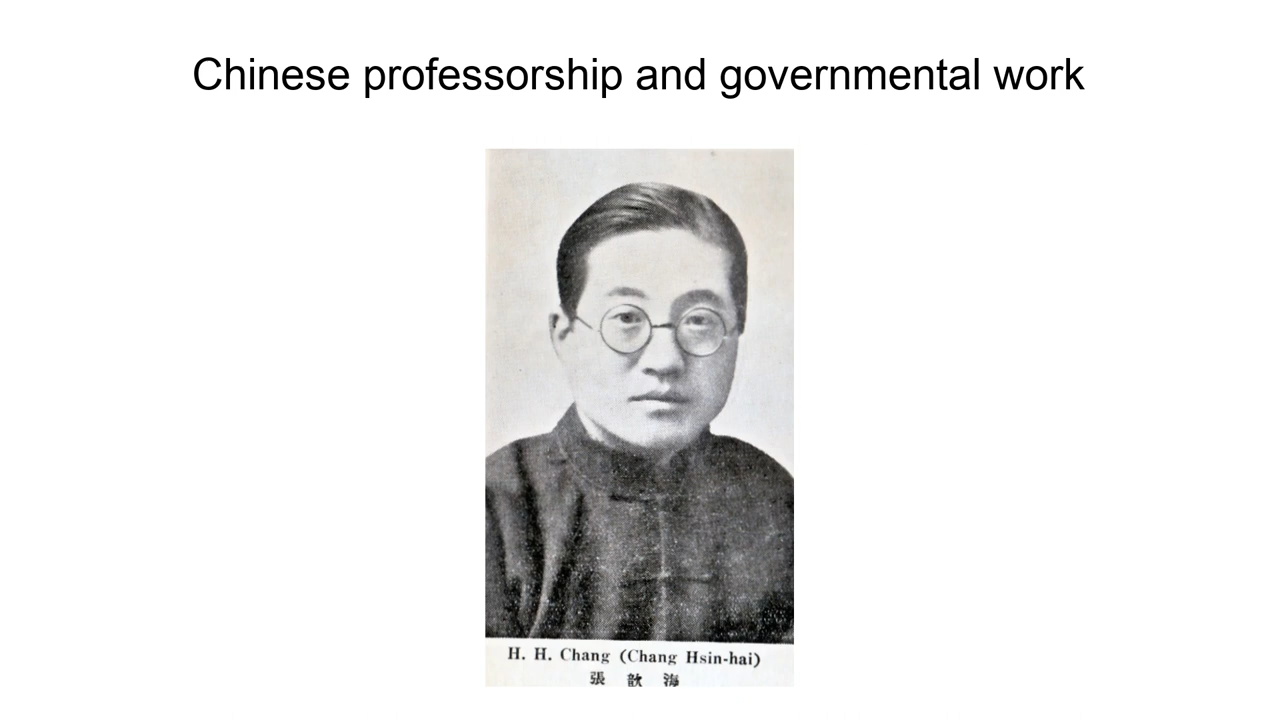 Chinese professorship and governmental work
H. H. Chang (Chang Hsin-hai)
張 歆 海